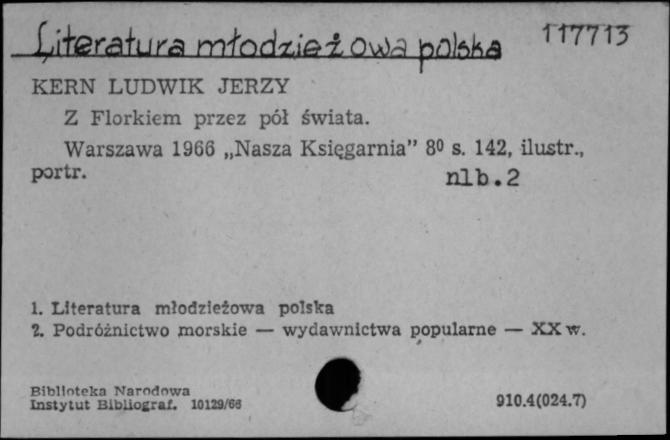 Literatura młodzieżowa polska 117713
KERN LUDWIK JERZY
Z Florkiem przez pół świata.
Warszawa 1966 „Nasza Księgarnia” 8⁰ s. 142, ilustr.,
portr. nlb.2
1. Literatura młodzieżowa polska
2. Podróżnictwo morskie — wydawnictwa popularne — XX w.
Biblioteka Narodowa
Instytut Bibliograf. 10129/66 910.4(024.7)